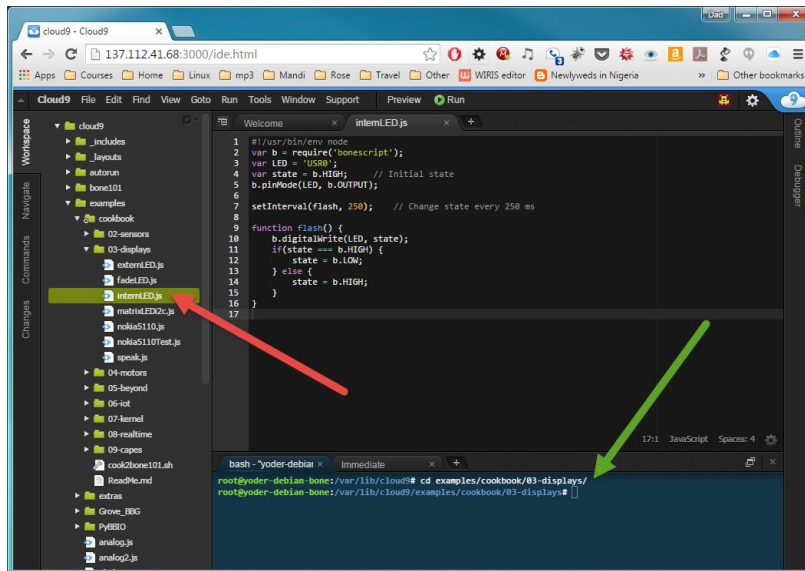 Dad
cloud9 - Cloud9
137.112.41.68:3000/ide.html
Apps Courses Home Linux mp3 Mandi Rose Travel Other WIRIS editor Newlyweds in Nigeria » Other bookmarks
Cloud9 File Edit Find View Goto Run Tools Window Support Preview Run
Workspace
Navigate
Commands
Changes
cloud9
_includes
_layouts
autorun
bone101
examples
cookbook
02-sensors
03-displays
externLED.js
fadeLED.js
internLED.js
matrixLEDi2c.js
nokia5110.js
nokia5110Test.js
speak.js
04-motors
05-beyond
06-iot
07-kernel
08-realtime
09-capes
cook2bone101.sh
ReadMe.md
extras
Grove_BBG
PyBBIO
analog.js
analog2.js
Welcome internLED.js
1 #!/usr/bin/env node
2 var b = require('bonescript');
3 var LED = 'USR0';
4 var state = b.HIGH; // Initial state
5 b.pinMode(LED, b.OUTPUT);
6
7 setInterval(flash, 250); // Change state every 250 ms
8
9 function flash() {
10 b.digitalWrite(LED, state);
11 if(state === b.HIGH) {
12 state = b.LOW;
13 } else {
14 state = b.HIGH;
15 }
16 }
17
17:1 JavaScript Spaces: 4
bash - "yoder-debian Immediate
root@yoder-debian-bone:/var/lib/cloud9# cd examples/cookbook/03-displays/
root@yoder-debian-bone:/var/lib/cloud9/examples/cookbook/03-displays#
Outline
Debugger